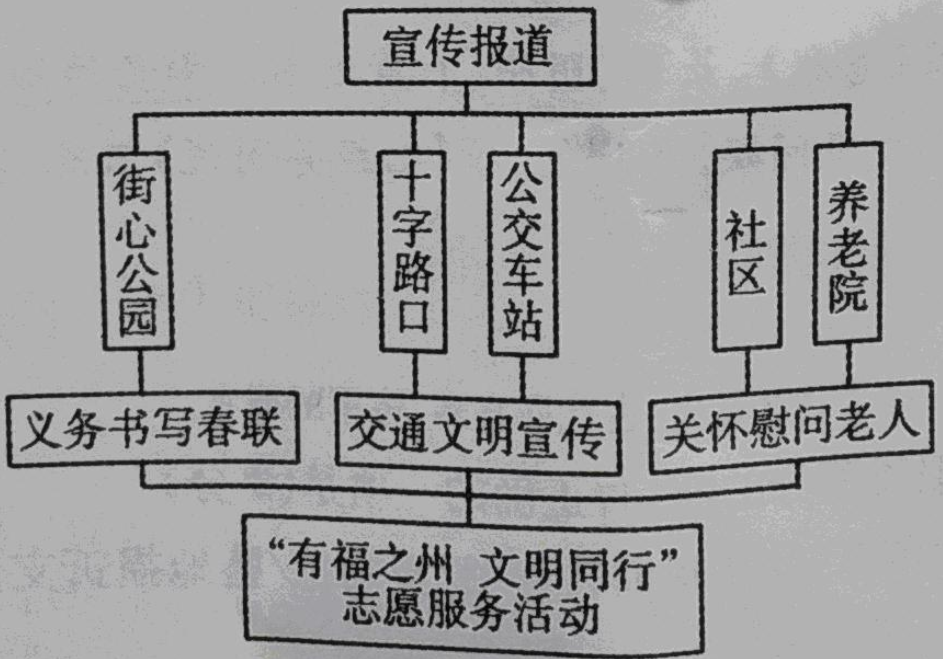 宣传报道
街心公园
十字路口
公交车站
社区
养老院
义务书写春联
交通文明宣传
关怀慰问老人
“有福之州 文明同行”
志愿服务活动